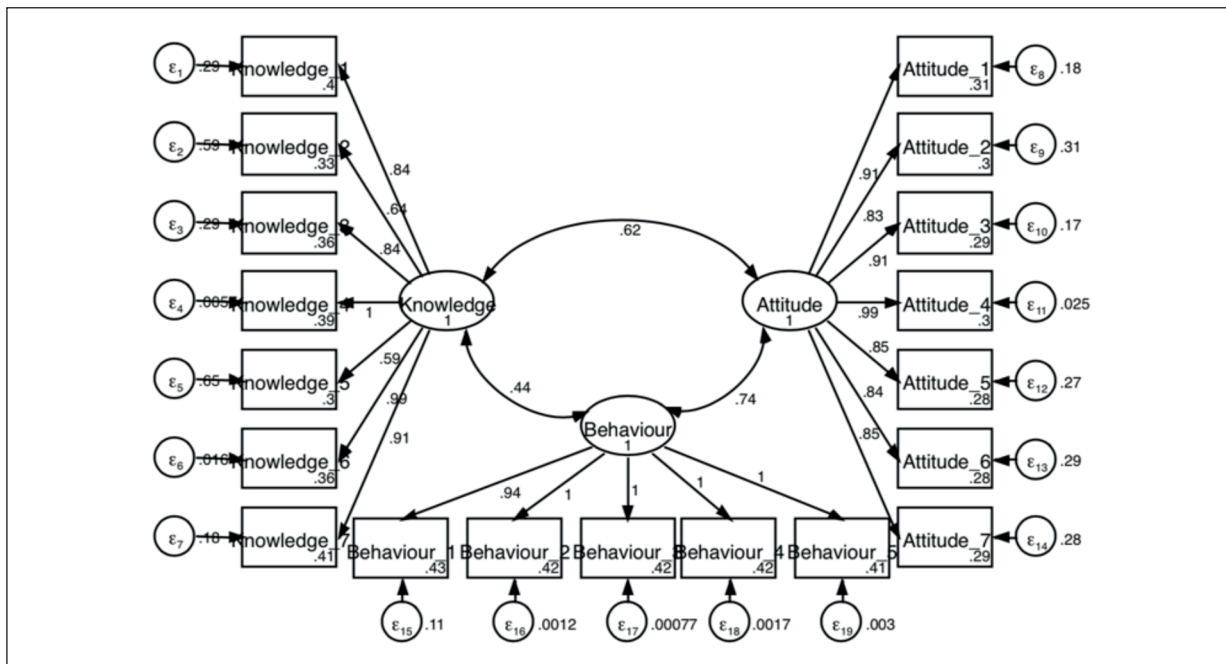 ε1 .29 Knowledge_1 .4
ε2 .59 Knowledge_2 .33
ε3 .29 Knowledge_3 .36
ε4 Knowledge_4 .39
ε5 .65 Knowledge_5 .3
ε6 .016 Knowledge_6 .36
ε7 .18 Knowledge_7 .41
.84
.64
.84
1
.59
.99
.91
Knowledge
1
.62
.44
.74
Attitude
1
Behaviour
1
.91
.83
.91
.99
.85
.84
.85
Attitude_1 .31 ε8 .18
Attitude_2 .3 ε9 .31
Attitude_3 .29 ε10 .17
Attitude_4 .3 ε11 .025
Attitude_5 .28 ε12 .27
Attitude_6 .28 ε13 .29
Attitude_7 .29 ε14 .28
.94 1 1 1 1
Behaviour_1 Behaviour_2 Behaviour_3 Behaviour_4 Behaviour_5
.43 .42 .42 .42 .41
ε15 .11 ε16 .0012 ε17 .00077 ε18 .0017 ε19 .003